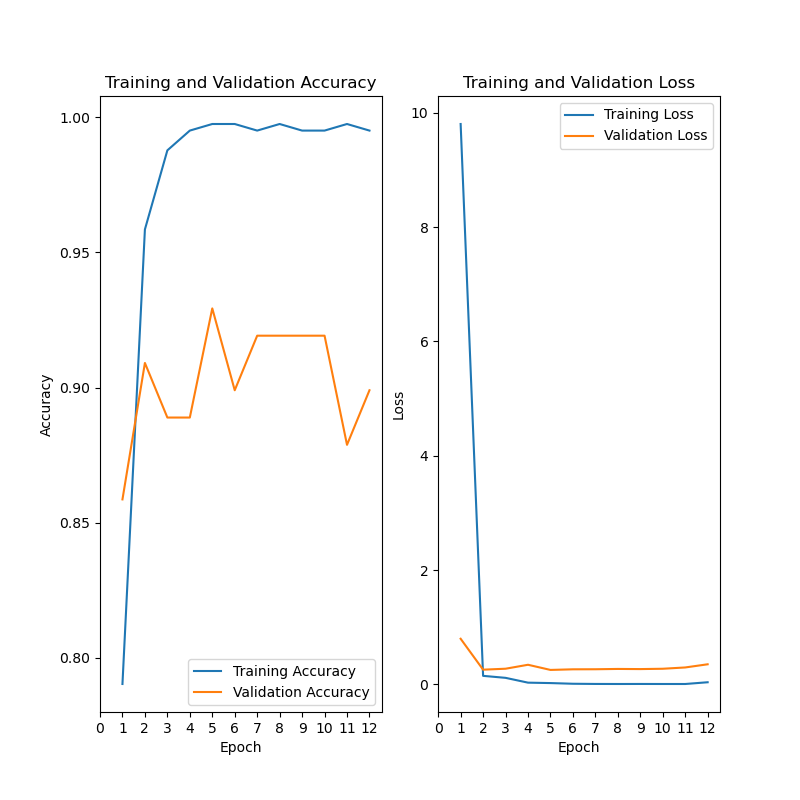 Training and Validation Accuracy
Accuracy
1.00
0.95
0.90
0.85
0.80
Training Accuracy
Validation Accuracy
0 1 2 3 4 5 6 7 8 9 10 11 12
Epoch
Training and Validation Loss
Loss
10
8
6
4
2
0
Training Loss
Validation Loss
0 1 2 3 4 5 6 7 8 9 10 11 12
Epoch